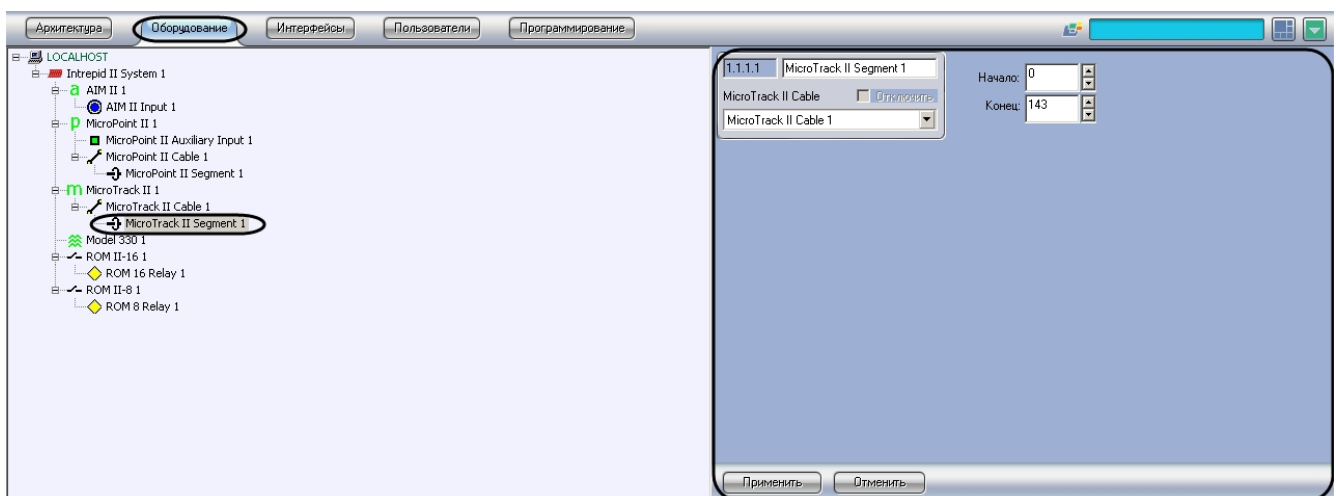 Архитектура Оборудование Интерфейсы Пользователи Программирование
LOCALHOST
Intrepid II System 1
AIM II 1
AIM II Input 1
MicroPoint II 1
MicroPoint II Auxiliary Input 1
MicroPoint II Cable 1
MicroPoint II Segment 1
MicroTrack II 1
MicroTrack II Cable 1
MicroTrack II Segment 1
Model 330 1
ROM II-16 1
ROM 16 Relay 1
ROM II-8 1
ROM 8 Relay 1
1.1.1.1 MicroTrack II Segment 1
MicroTrack II Cable Отключить
MicroTrack II Cable 1
Начало: 0
Конец: 143
Применить Отменить